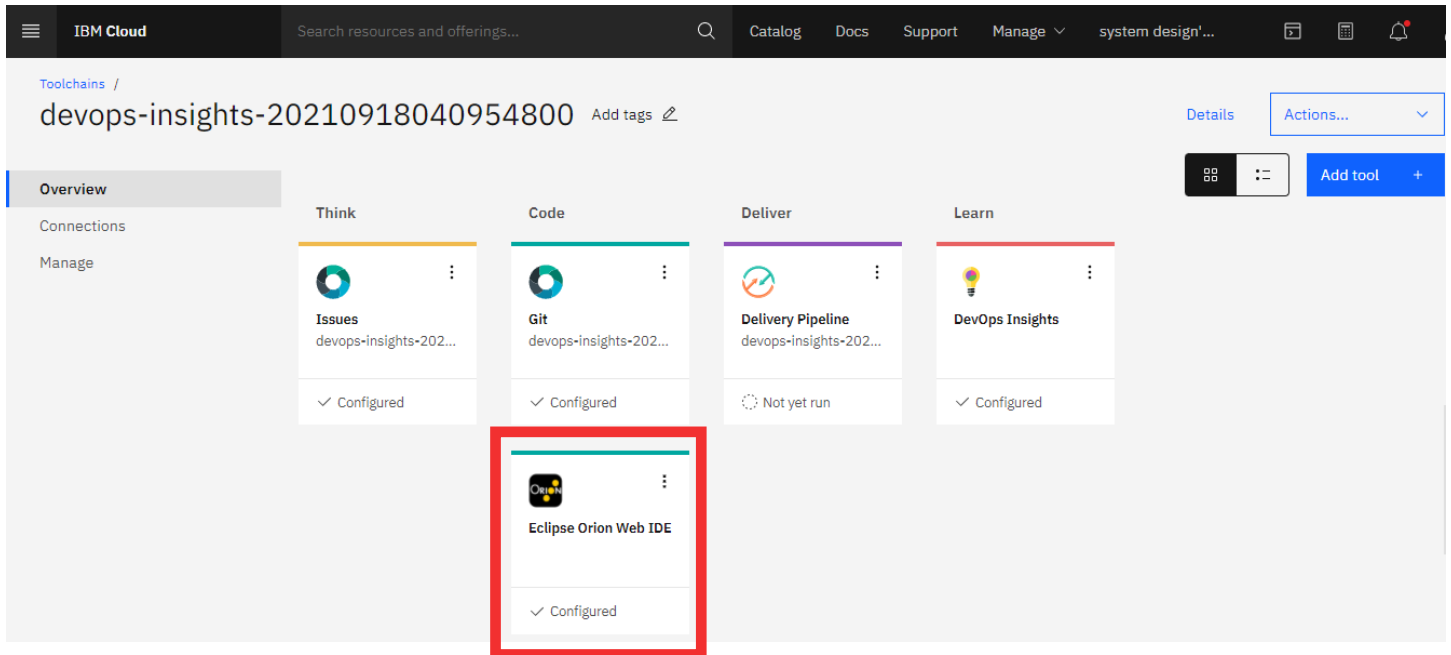 IBM Cloud Search resources and offerings... Catalog Docs Support Manage system design'...
Toolchains /
devops-insights-20210918040954800 Add tags
Details Actions...
Add tool +
Overview
Connections
Manage
Think Code Deliver Learn
Issues
devops-insights-202...
Configured
Git
devops-insights-202...
Configured
Delivery Pipeline
devops-insights-202...
Not yet run
DevOps Insights
Configured
ORION
Eclipse Orion Web IDE
Configured